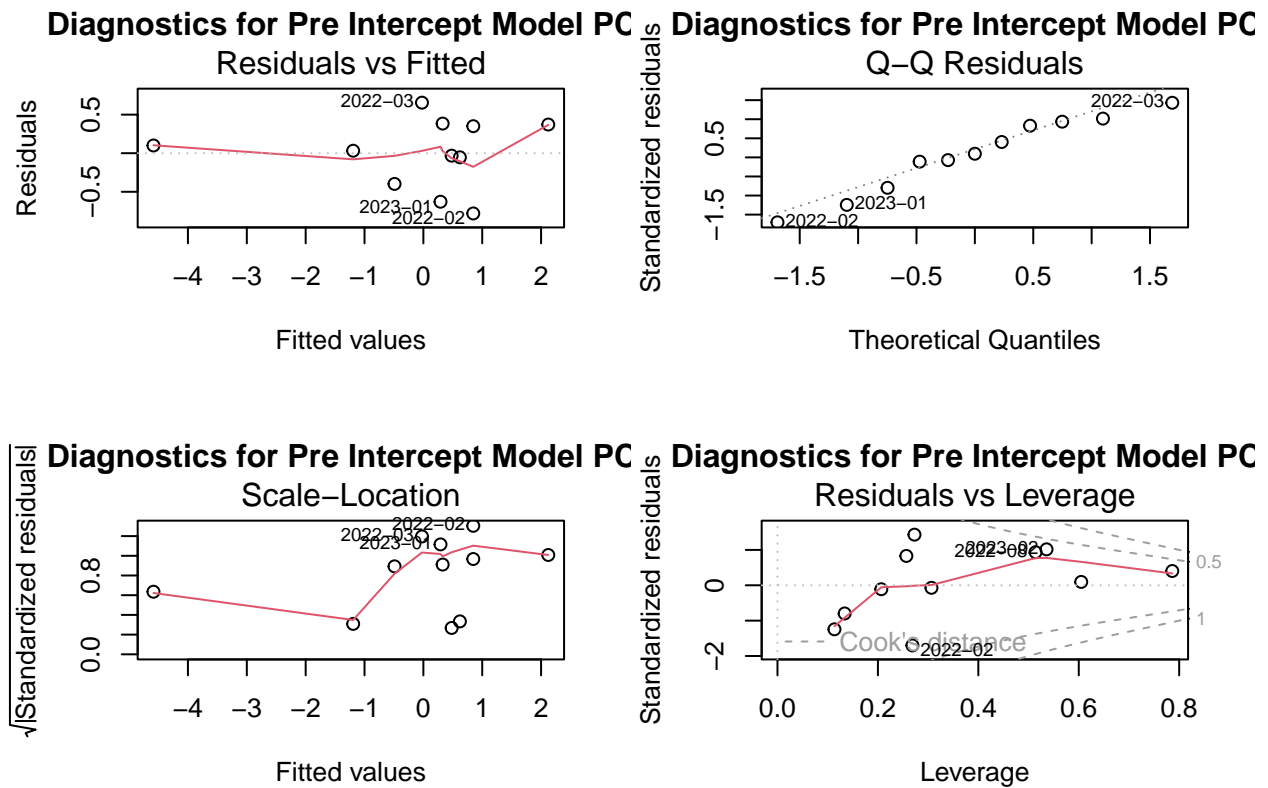 Diagnostics for Pre Intercept Model PC
Residuals vs Fitted
Residuals
0.5
−0.5
2022−03
2023−01
2022−02
−4 −3 −2 −1 0 1 2
Fitted values
Diagnostics for Pre Intercept Model PC
Q−Q Residuals
Standardized residuals
0.5
−1.5
2022−03
2023−01
2022−02
−1.5 −0.5 0.5 1.5
Theoretical Quantiles
Diagnostics for Pre Intercept Model PC
Scale−Location
√|Standardized residuals|
0.8
0.0
2022−02
2022−03
2023−01
−4 −3 −2 −1 0 1 2
Fitted values
Diagnostics for Pre Intercept Model PC
Residuals vs Leverage
Standardized residuals
0
−2
2023−02
0.5
1
Cook's distance
2022−02
0.0 0.2 0.4 0.6 0.8
Leverage